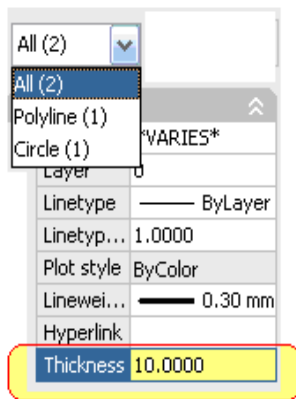 All (2)
All (2)
Polyline (1)
Circle (1)
*VARIES*
Layer 0
Linetype ByLayer
Linetyp... 1.0000
Plot style ByColor
Linewei... 0.30 mm
Hyperlink
Thickness 10.0000